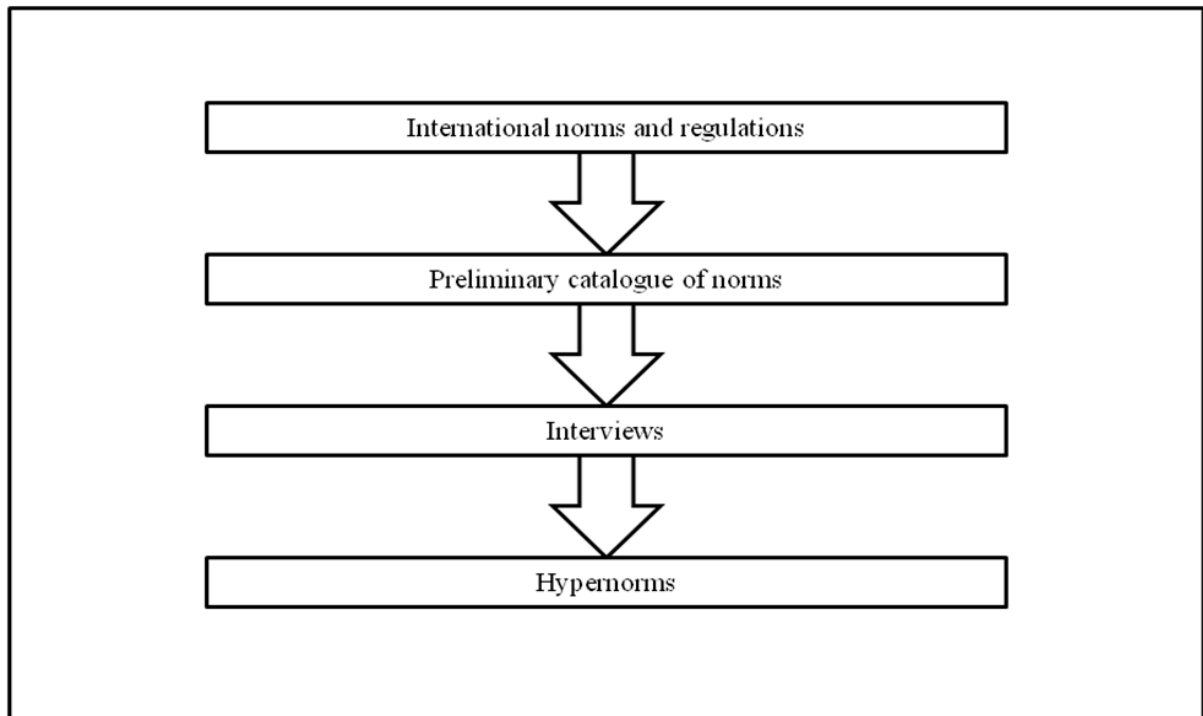 International norms and regulations
Preliminary catalogue of norms
Interviews
Hypernorms